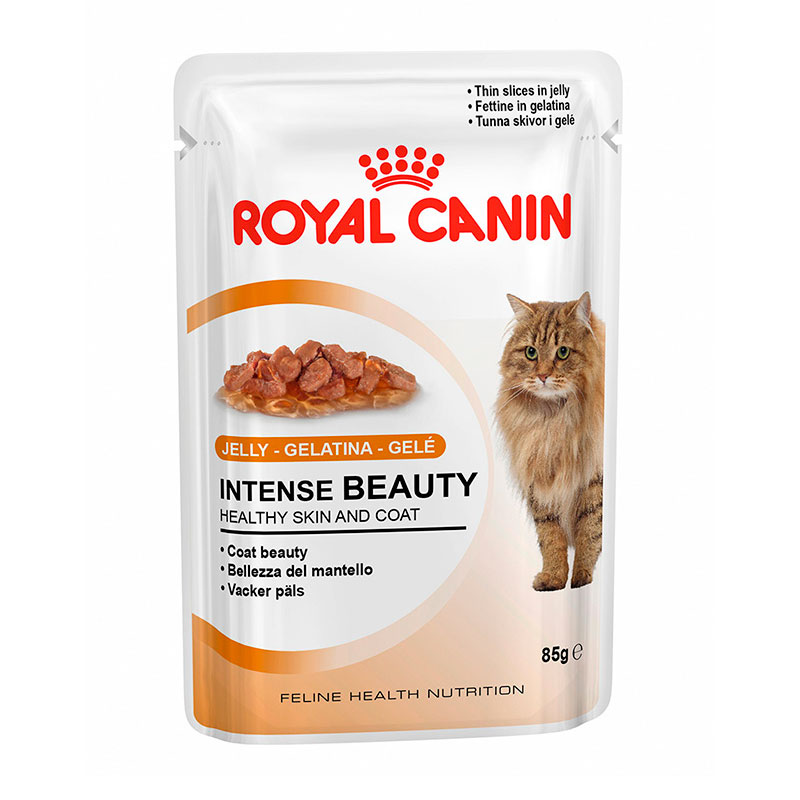 • Thin slices in jelly
• Fettine in gelatina
• Tunna skivor i gelé
ROYAL CANIN
JELLY - GELATINA - GELÉ
INTENSE BEAUTY
HEALTHY SKIN AND COAT
• Coat beauty
• Bellezza del mantello
• Vacker päls
85g ℮
FELINE HEALTH NUTRITION